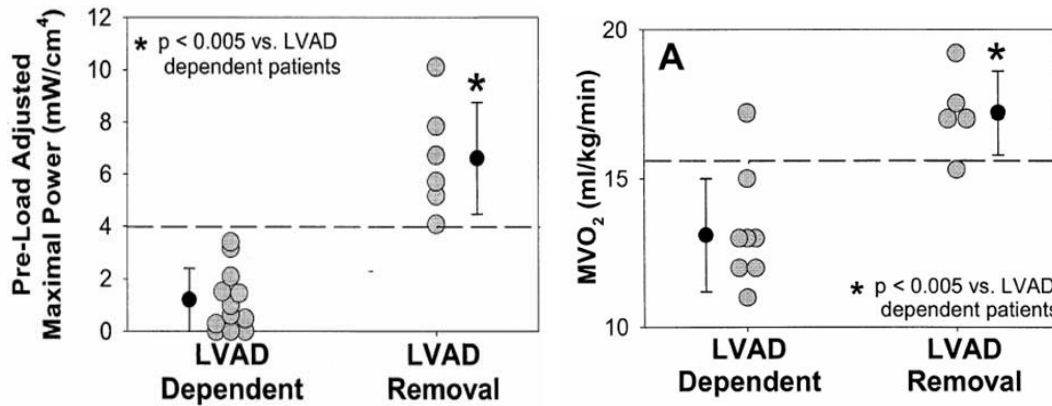 Pre-Load Adjusted
Maximal Power (mW/cm⁴)
12
10
8
6
4
2
0
* p < 0.005 vs. LVAD
dependent patients
*
LVAD
Dependent
LVAD
Removal
MVO₂ (ml/kg/min)
20
15
10
A
*
* p < 0.005 vs. LVAD
dependent patients
LVAD
Dependent
LVAD
Removal